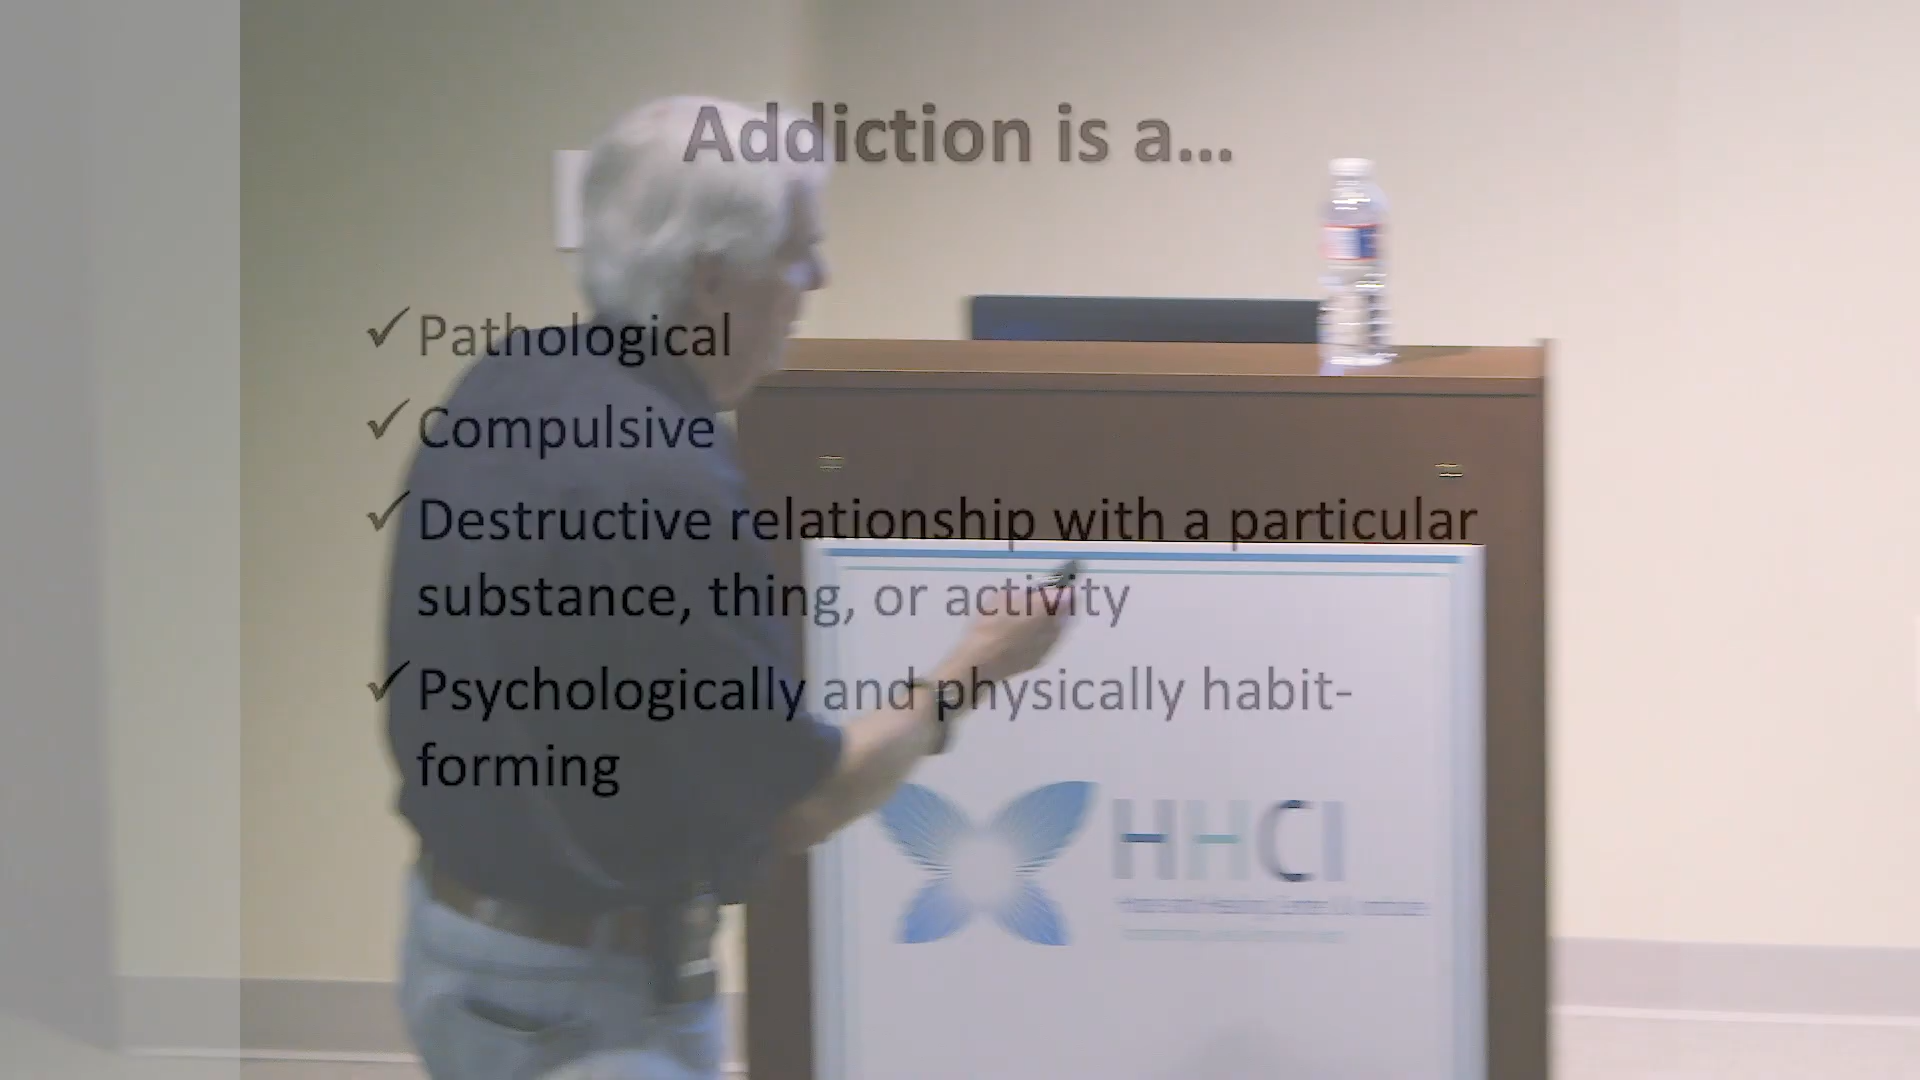 Addiction is a...
✓ Pathological
✓ Compulsive
✓ Destructive relationship with a particular
substance, thing, or activity
✓ Psychologically and physically habit-
forming
HHCI